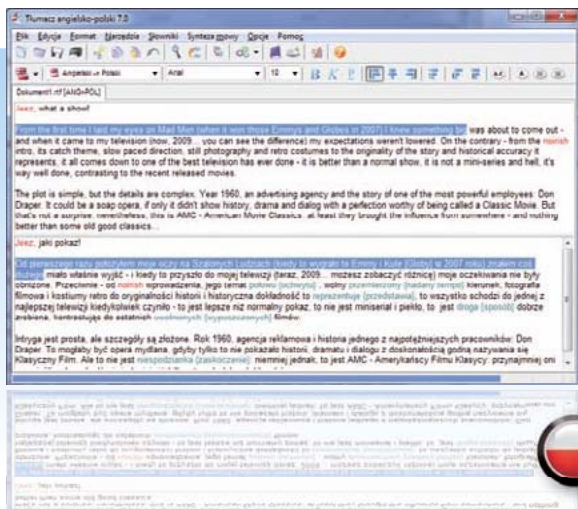 Tłumacz angielsko-polski 7.0
Plik Edycja Format Narzędzia Słowniki Synteza mowy Opcje Pomoc
Angielski -> Polski Arial 10 B K P
Dokument1.rtf [ANG>POL]
Jeez, what a show!
From the first time I laid my eyes on Mad Men (when it won those Emmys and Globes in 2007) I knew something big was about to come out -
and when it came to my television (now, 2009... you can see the difference) my expectations weren't lowered. On the contrary - from the noirish
intro, its catch theme, slow paced direction, still photography and retro costumes to the originality of the story and historical accuracy it
represents, it all comes down to one of the best television has ever done - it is better than a normal show, it is not a mini-series and hell, it's
way well done, contrasting to the recent released movies.
The plot is simple, but the details are complex. Year 1960, an advertising agency and the story of one of the most powerful employees: Don
Draper. It could be a soap opera, if only it didn't show history, drama and dialog with a perfection worthy of being called a Classic Movie. But
that's not a surprise, nevertheless, this is AMC - American Movie Classics, at least they brought the influence from somewhere - and nothing
better than some old good classics...
Jeez, jaki pokaz!
Od pierwszego razu położyłem moje oczy na Szalonych Ludziach (kiedy to wygrało te Emmy i Kule [Globy] w 2007 roku) znałem coś
dużego miało właśnie wyjść - i kiedy to przyszło do mojej telewizji (teraz, 2009... możesz zobaczyć różnicę) moje oczekiwania nie były
obniżone. Przeciwnie - od noirish wprowadzenia, jego temat połowu [uchwytu], wolny przemierzony [nadany tempo] kierunek, fotografia
filmowa i kostiumy retro do oryginalności historii i historyczna dokładność to reprezentuje [przedstawia], to wszystko schodzi do jednej z
najlepszej telewizji kiedykolwiek czyniło - to jest lepsze niż normalny pokaz, to nie jest miniserial i piekło, to jest droga [sposób] dobrze
zrobiona, kontrastując do ostatnich uwolnionych [wypuszczonych] filmów.
Intryga jest prosta, ale szczegóły są złożone. Rok 1960, agencja reklamowa i historia jednego z najpotężniejszych pracowników: Don
Draper. To mogłaby być opera mydlana, gdyby tylko to nie pokazało historii, dramatu i dialogu z doskonałością godną nazywania się
Klasyczny Film. Ale to nie jest niespodzianka [zaskoczenie], niemniej jednak, to jest AMC - Amerykański Filmu Klasycy: przynajmniej oni